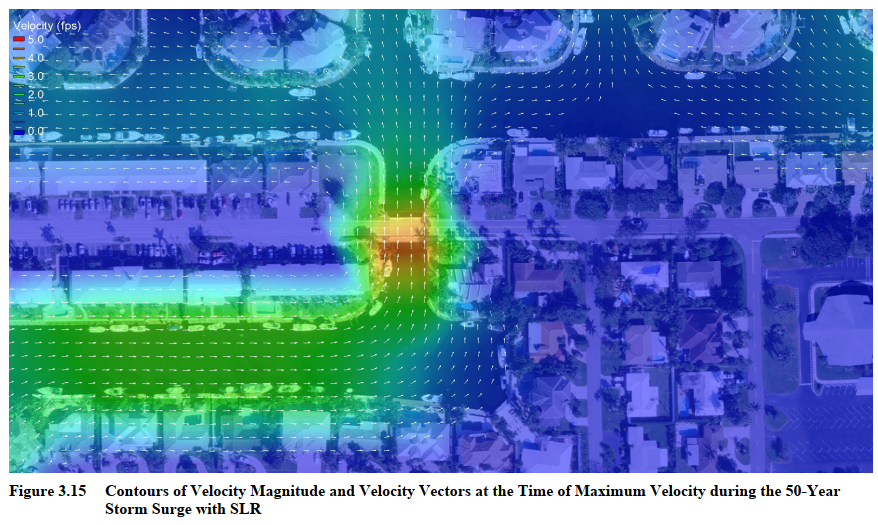 Velocity (fps)
5.0
4.0
3.0
2.0
1.0
0.0
Figure 3.15 Contours of Velocity Magnitude and Velocity Vectors at the Time of Maximum Velocity during the 50-Year
Storm Surge with SLR